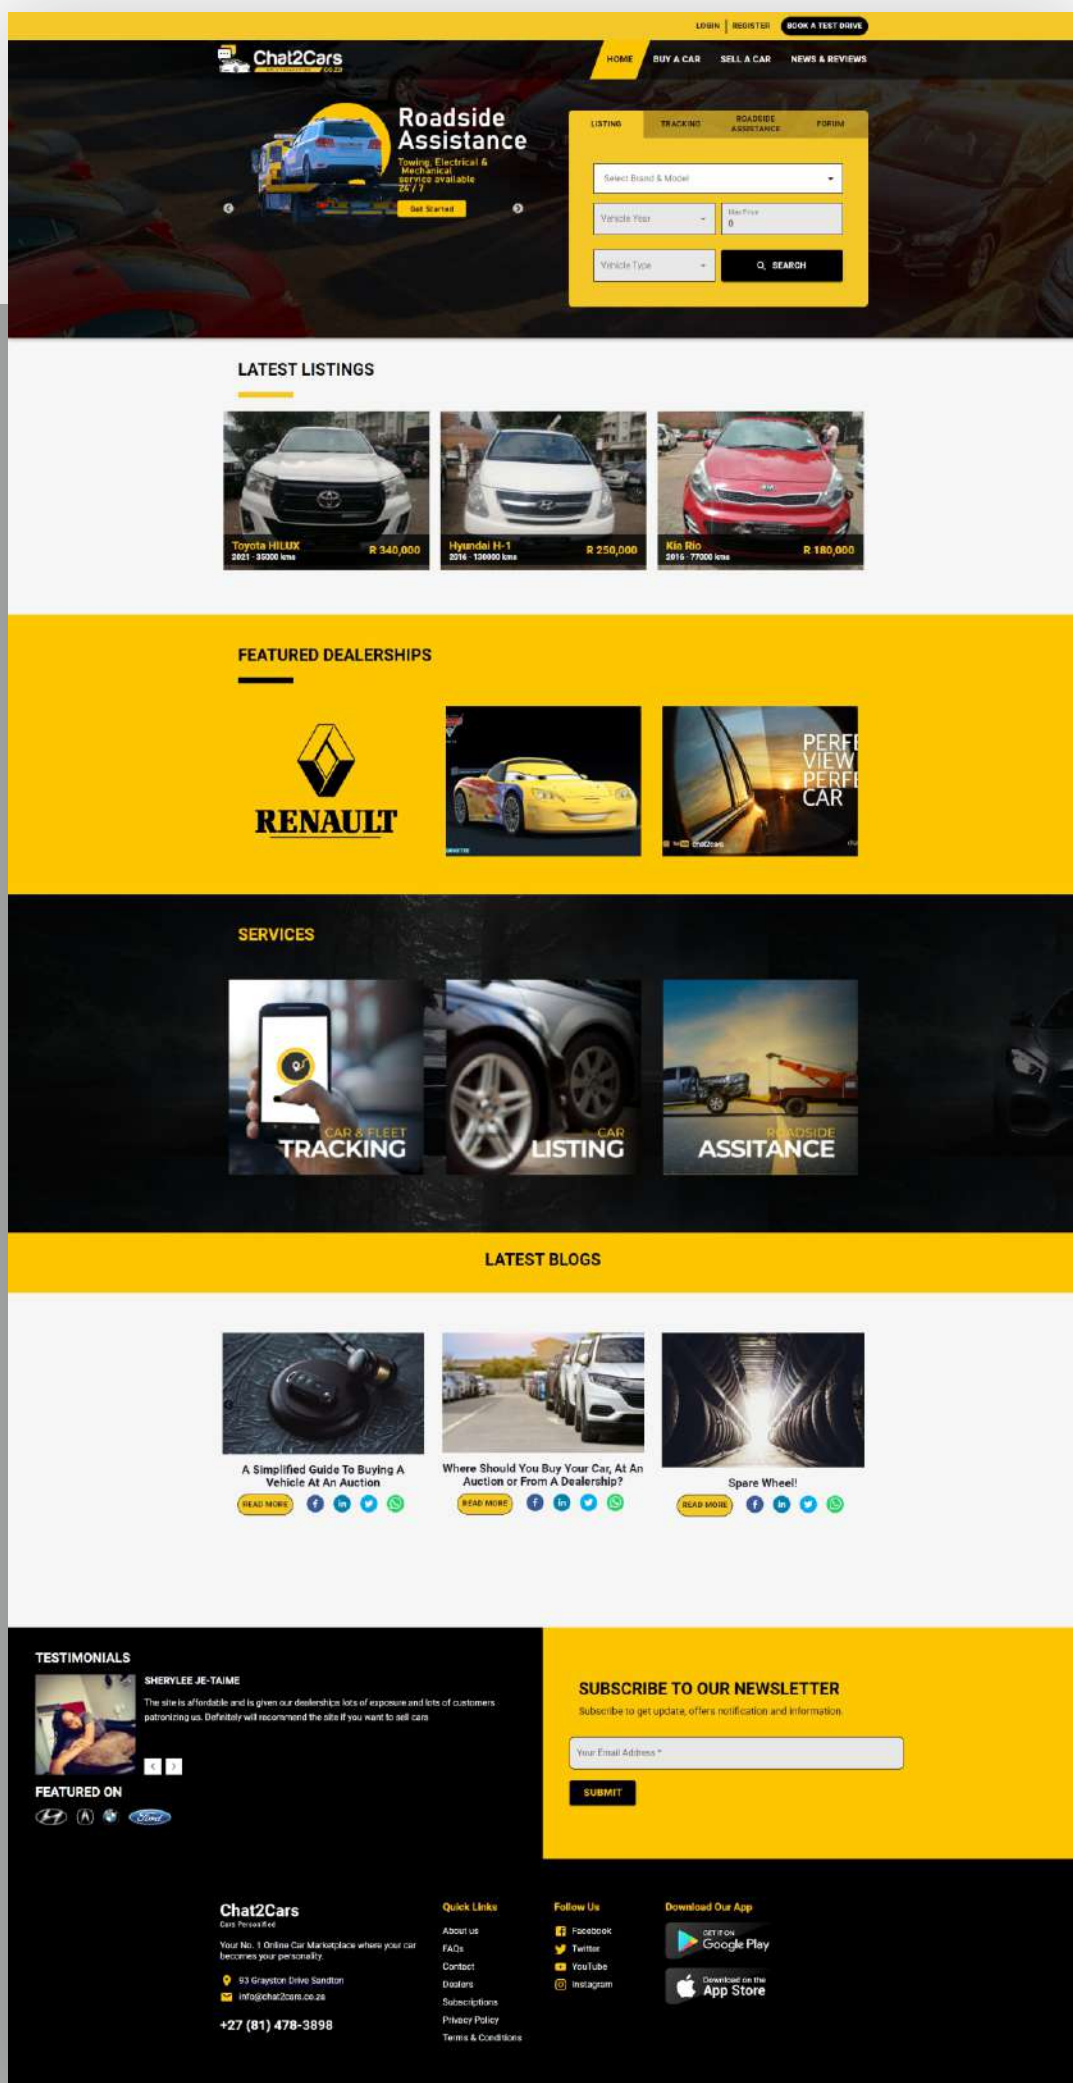 LOGIN | REGISTER BOOK A TEST DRIVE
Chat2Cars
HOME BUY A CAR SELL A CAR NEWS & REVIEWS
Roadside
Assistance
Towing, Electrical &
Mechanical
service available
24 / 7
Get Started
LISTING TRACKING ROADSIDE ASSISTANCE FORUM
Select Brand & Model
Vehicle Year
Max Price
0
Vehicle Type
SEARCH
LATEST LISTINGS
Toyota HILUX
2021 - 35000 kms
R 340,000
Hyundai H-1
2016 - 130000 kms
R 250,000
Kia Rio
2016 - 77000 kms
R 180,000
FEATURED DEALERSHIPS
RENAULT
PERFE
VIEW
PERFE
CAR
chat2cars
SERVICES
CAR & FLEET
TRACKING
CAR
LISTING
ROADSIDE
ASSITANCE
LATEST BLOGS
A Simplified Guide To Buying A
Vehicle At An Auction
READ MORE
Where Should You Buy Your Car, At An
Auction or From A Dealership?
READ MORE
Spare Wheel!
READ MORE
TESTIMONIALS
SHERYLEE JE-TAIME
The site is affordable and is given our dealerships lots of exposure and lots of customers
patronizing us. Definitely will recommend the site if you want to sell cars
FEATURED ON
Ford
SUBSCRIBE TO OUR NEWSLETTER
Subscribe to get update, offers notification and information.
Your Email Address *
SUBMIT
Chat2Cars
Cars Personified
Your No. 1 Online Car Marketplace where your car
becomes your personality.
93 Grayston Drive Sandton
info@chat2cars.co.za
+27 (81) 478-3898
Quick Links
About us
FAQs
Contact
Dealers
Subscriptions
Privacy Policy
Terms & Conditions
Follow Us
Facebook
Twitter
YouTube
Instagram
Download Our App
GET IT ON
Google Play
Download on the
App Store